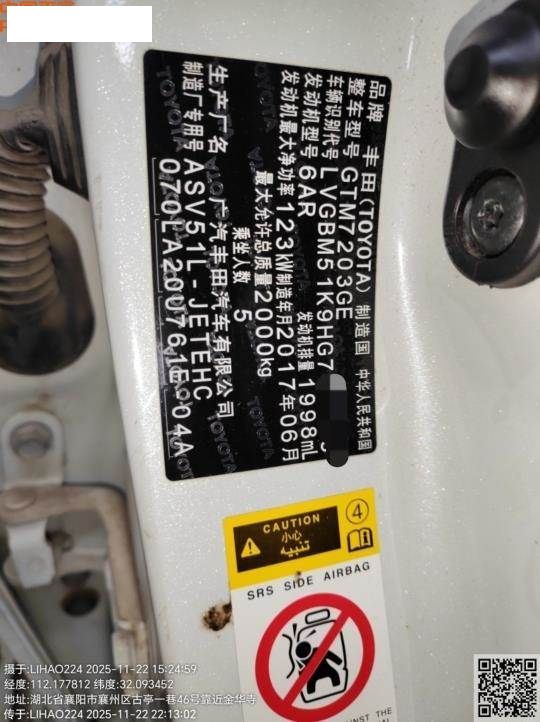 品牌 丰田(TOYOTA) 制造国 中华人民共和国
整车型号 GTM7203GE
车辆识别代号 LVGBM51K9HG7
发动机型号 6AR 发动机排量 1998mL
发动机最大净功率 123kW 制造年月 2017年06月
最大允许总质量 2000kg
乘坐人数 5
生产厂名 广汽丰田汽车有限公司
制造厂专用号 ASV51L-JETEHC
070LA200761E004A
CAUTION
小心
تنبيه
4
SRS SIDE AIRBAG
摄于:LIHAO224 2025-11-22 15:24:59
经度:112.177812 纬度:32.093452
地址:湖北省襄阳市襄州区古亭一巷46号靠近金华寺
传于:LIHAO224 2025-11-22 22:13:02